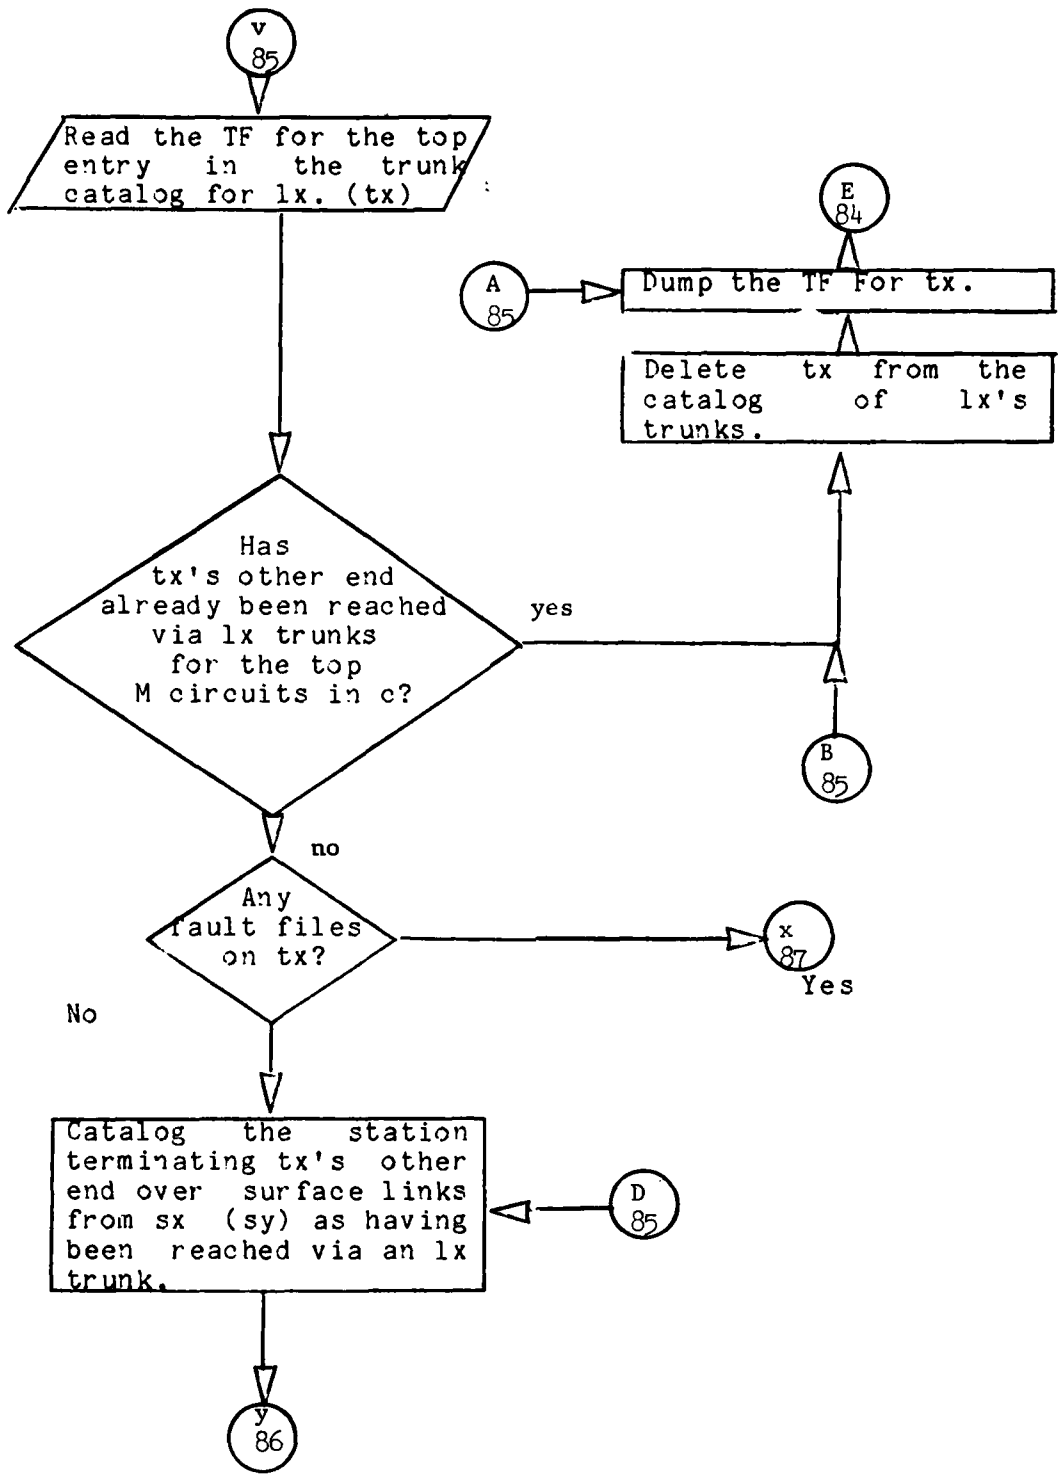 v
85
Read the TF for the top
entry in the trunk
catalog for lx. (tx)
E
84
A
85
Dump the TF For tx.
Delete tx from the
catalog of lx's
trunks.
Has
tx's other end
already been reached
via lx trunks
for the top
M circuits in c?
yes
B
85
no
Any
fault files
on tx?
x
87
Yes
No
Catalog the station
terminating tx's other
end over surface links
from sx (sy) as having
been reached via an lx
trunk.
D
85
y
86